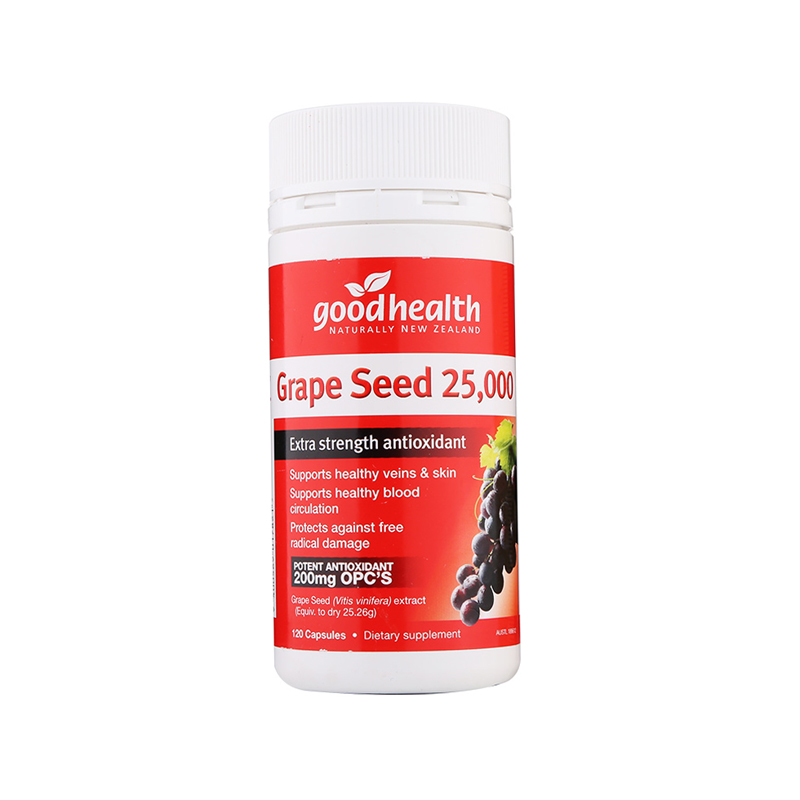 goodhealth
NATURALLY NEW ZEALAND
Grape Seed 25,000
Extra strength antioxidant
Supports healthy veins & skin
Supports healthy blood
circulation
Protects against free
radical damage
POTENT ANTIOXIDANT
200mg OPC'S
Grape Seed (Vitis vinifera) extract
(Equiv. to dry 25.26g)
120 Capsules • Dietary supplement